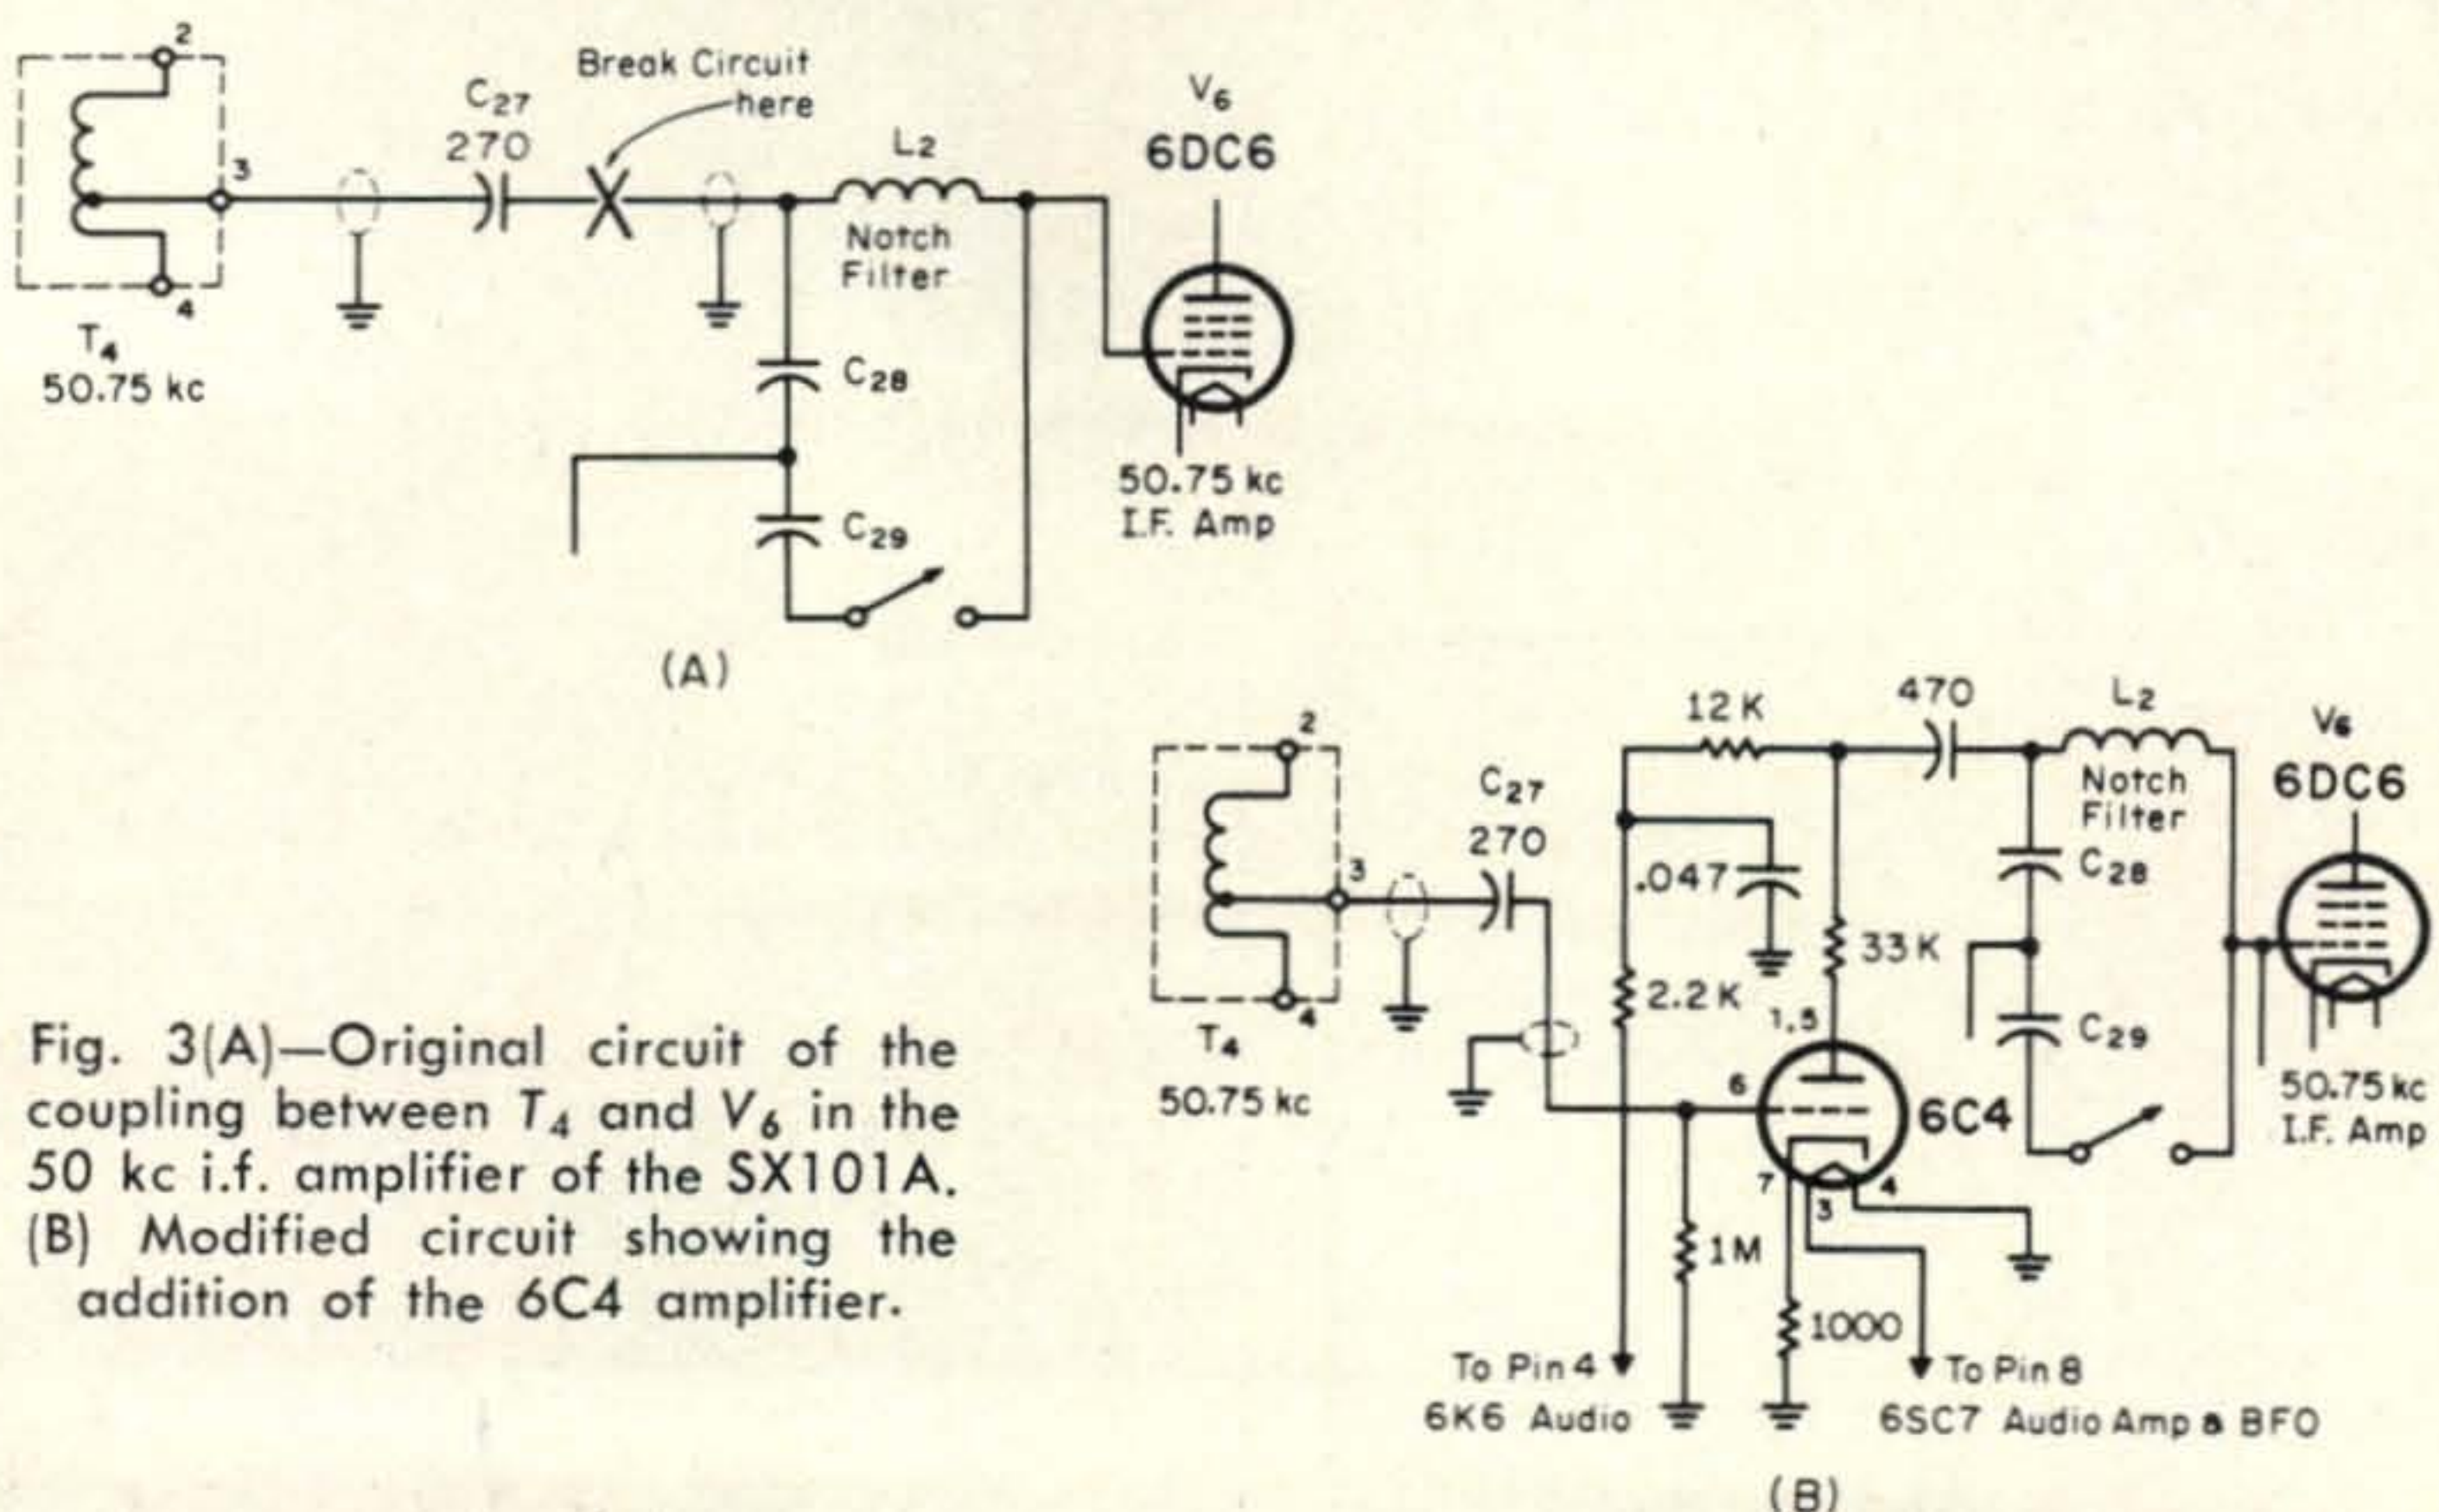 2
Break Circuit
here
C27
270
3
L2
V6
6DC6
Notch
Filter
4
T4
50.75 kc
C28
50.75 kc
I.F. Amp
C29
(A)
12 K
470
L2
V6
6DC6
2
C27
270
3
.047
Notch
Filter
C28
33 K
2.2 K
1,5
4
T4
50.75 kc
C29
6
6C4
50.75 kc
I.F. Amp
7
3
4
1M
1000
To Pin 4
6K6 Audio
To Pin 8
6SC7 Audio Amp & BFO
(B)
Fig. 3(A)—Original circuit of the
coupling between T4 and V6 in the
50 kc i.f. amplifier of the SX101A.
(B) Modified circuit showing the
addition of the 6C4 amplifier.